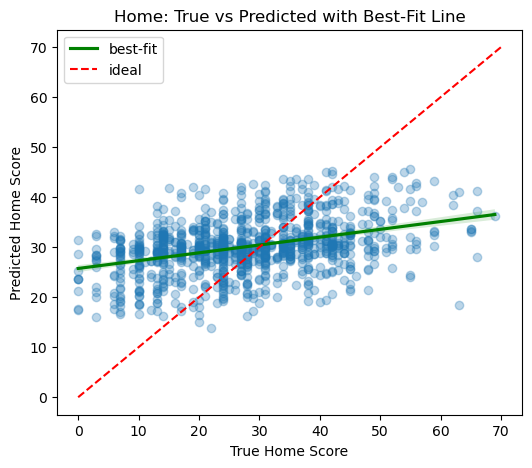 Home: True vs Predicted with Best-Fit Line
best-fit
ideal
Predicted Home Score
70
60
50
40
30
20
10
0
0 10 20 30 40 50 60 70
True Home Score